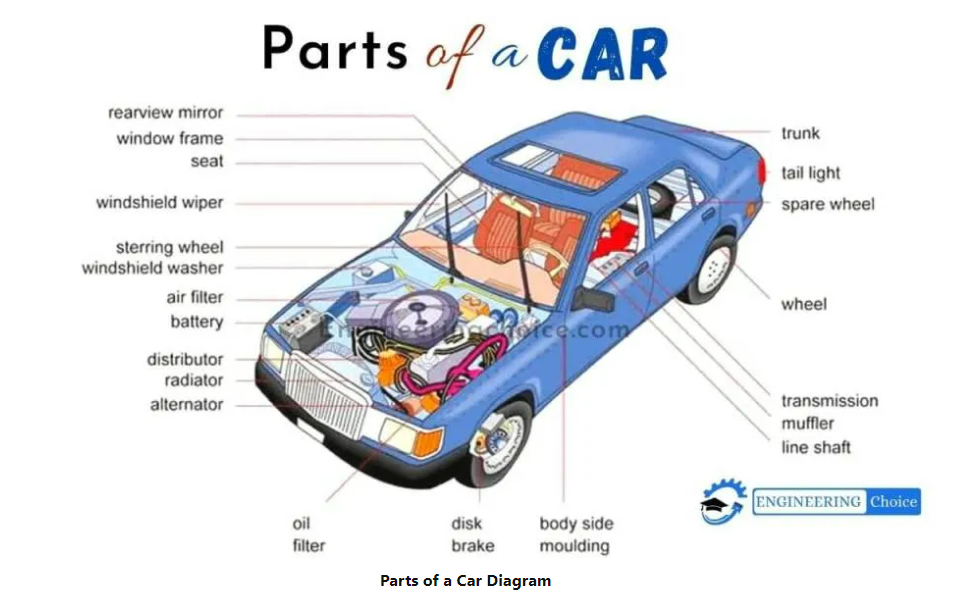 Parts of a CAR
rearview mirror
window frame
seat
windshield wiper
sterring wheel
windshield washer
air filter
battery
distributor
radiator
alternator
trunk
tail light
spare wheel
wheel
transmission
muffler
line shaft
Engineeringchoice.com
oil
filter
disk
brake
body side
moulding
ENGINEERING Choice
Parts of a Car Diagram